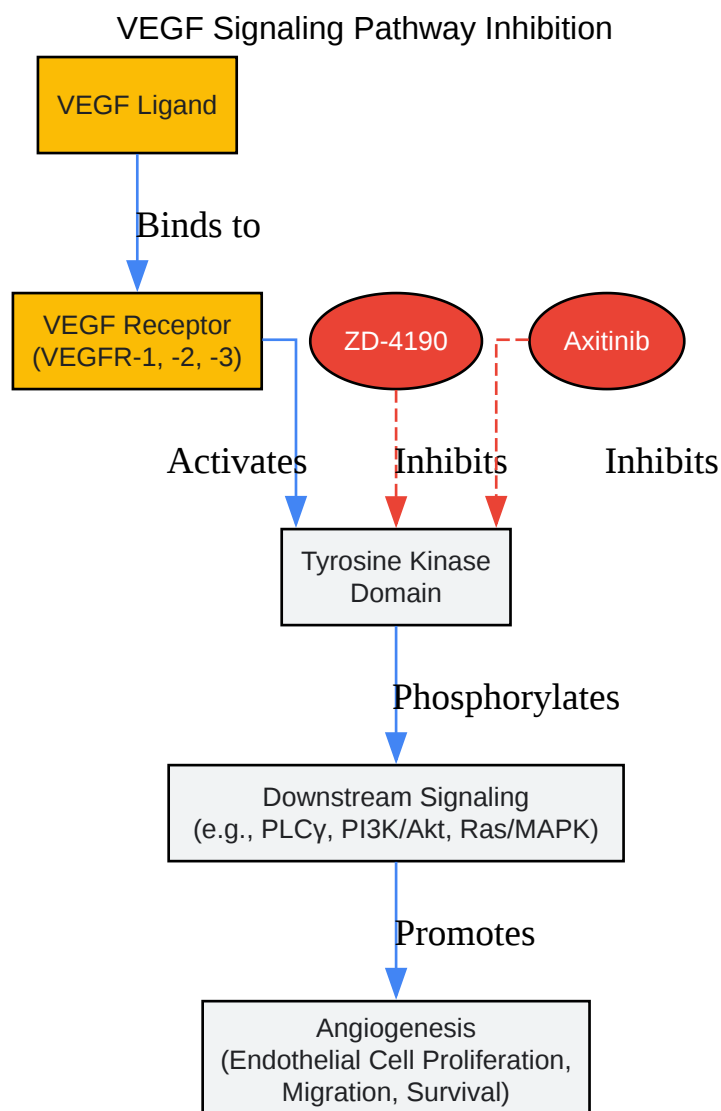 VEGF Signaling Pathway Inhibition
VEGF Ligand
Binds to
VEGF Receptor
(VEGFR-1, -2, -3)
ZD-4190
Axitinib
Activates
Inhibits
Inhibits
Tyrosine Kinase
Domain
Phosphorylates
Downstream Signaling
(e.g., PLCγ, PI3K/Akt, Ras/MAPK)
Promotes
Angiogenesis
(Endothelial Cell Proliferation,
Migration, Survival)